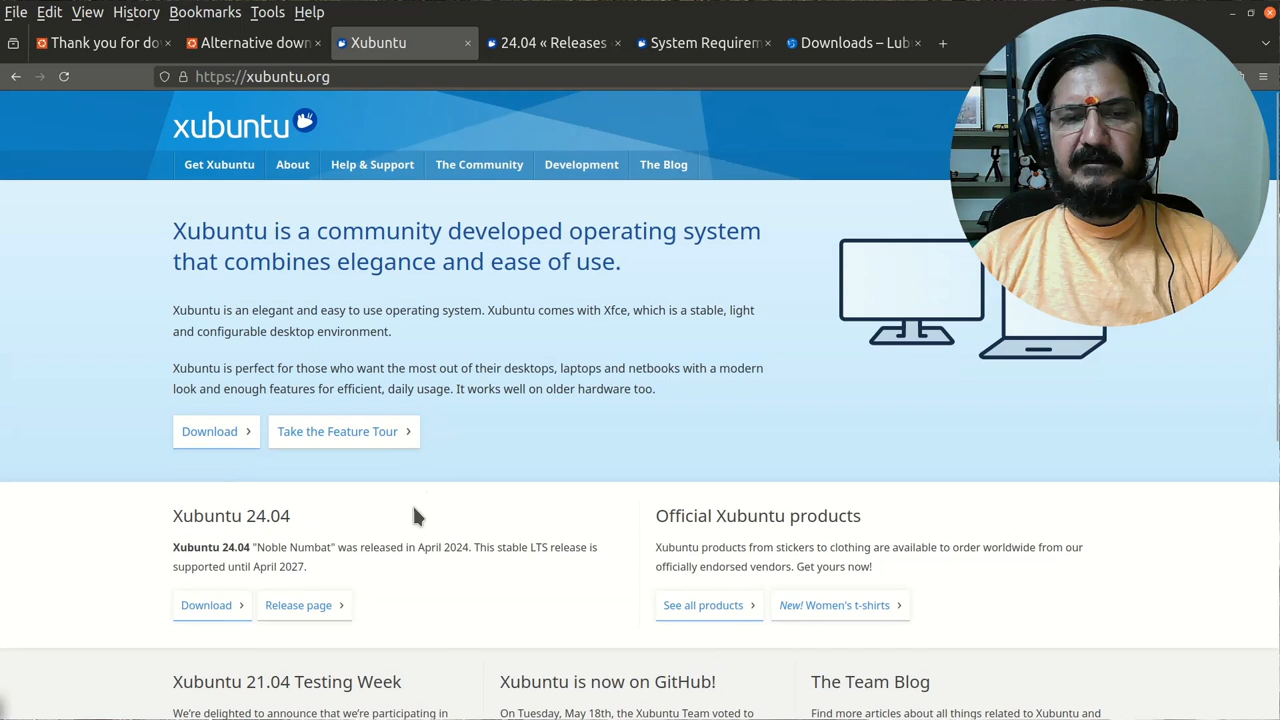 File Edit View History Bookmarks Tools Help
Thank you for do
Alternative down
Xubuntu
24.04 « Releases
System Requirem
Downloads – Lub
https://xubuntu.org
xubuntu
Get Xubuntu About Help & Support The Community Development The Blog
Xubuntu is a community developed operating system
that combines elegance and ease of use.
Xubuntu is an elegant and easy to use operating system. Xubuntu comes with Xfce, which is a stable, light
and configurable desktop environment.
Xubuntu is perfect for those who want the most out of their desktops, laptops and netbooks with a modern
look and enough features for efficient, daily usage. It works well on older hardware too.
Download Take the Feature Tour
Xubuntu 24.04
Xubuntu 24.04 "Noble Numbat" was released in April 2024. This stable LTS release is
supported until April 2027.
Download Release page
Official Xubuntu products
Xubuntu products from stickers to clothing are available to order worldwide from our
officially endorsed vendors. Get yours now!
See all products New! Women's t-shirts
Xubuntu 21.04 Testing Week
We're delighted to announce that we're participating in
Xubuntu is now on GitHub!
On Tuesday, May 18th, the Xubuntu Team voted to
The Team Blog
Find more articles about all things related to Xubuntu and